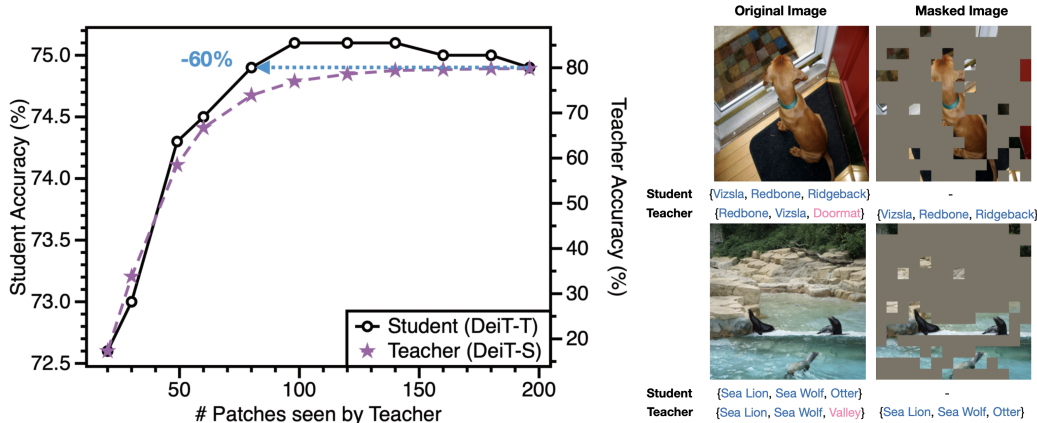 Student Accuracy (%)
75.0
74.5
74.0
73.5
73.0
72.5
-60%
80
70
60
50
40
30
20
Teacher Accuracy (%)
Student (DeiT-T)
Teacher (DeiT-S)
50
100
150
200
# Patches seen by Teacher
Original Image
Masked Image
Student {Vizsla, Redbone, Ridgeback} -
Teacher {Redbone, Vizsla, Doormat} {Vizsla, Redbone, Ridgeback}
Student {Sea Lion, Sea Wolf, Otter} -
Teacher {Sea Lion, Sea Wolf, Valley} {Sea Lion, Sea Wolf, Otter}